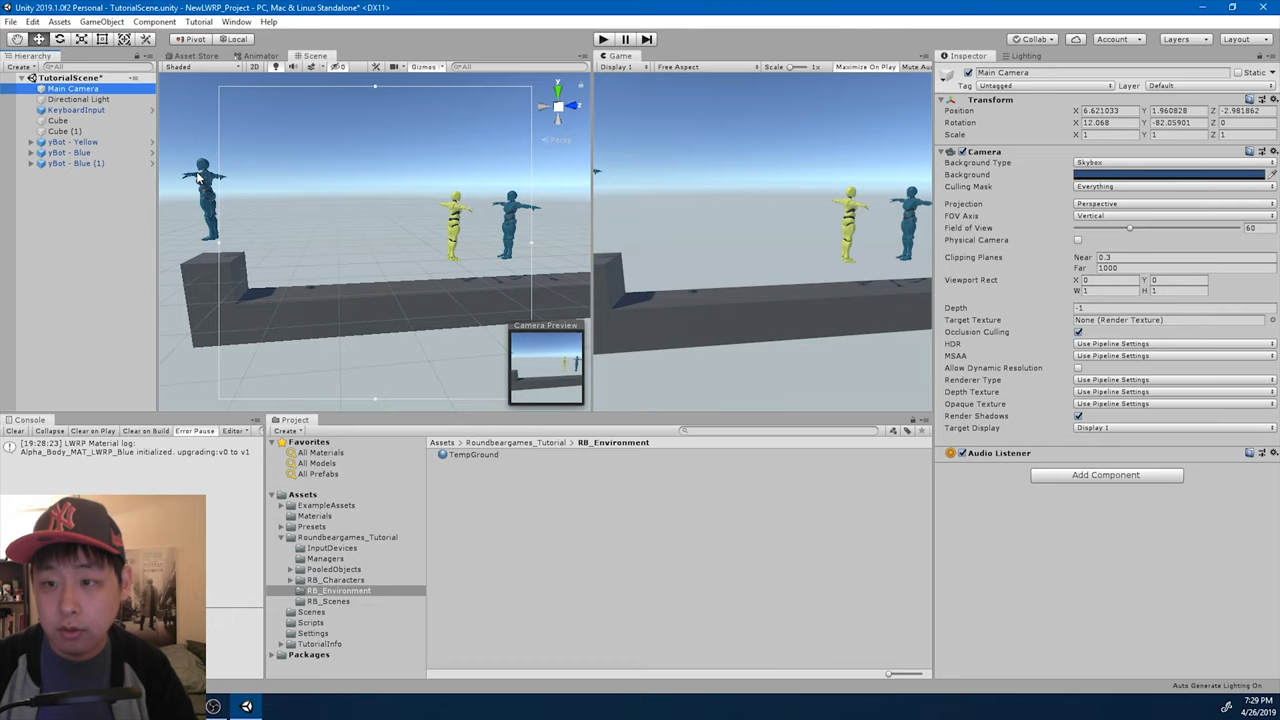 Unity 2019.1.0f2 Personal - TutorialScene.unity - NewLWRP_Project - PC, Mac & Linux Standalone* <DX11>
File Edit Assets GameObject Component Tutorial Window Help
Pivot Local Collab Account Layers Layout
Hierarchy Asset Store Animator Scene Game Inspector Lighting
Create All Shaded 2D 0 Gizmos All Display 1 Free Aspect Scale 1x Maximize On Play Mute Au
Main Camera Static
TutorialScene*
Main Camera
Directional Light
KeyboardInput
Cube
Cube (1)
yBot - Yellow
yBot - Blue
yBot - Blue (1)
y
z
Persp
Camera Preview
Tag Untagged Layer Default
Transform
Position X 6.621033 Y 1.960828 Z -2.981862
Rotation X 12.068 Y -82.05901 Z 0
Scale X 1 Y 1 Z 1
Camera
Background Type Skybox
Background
Culling Mask Everything
Projection Perspective
FOV Axis Vertical
Field of View 60
Physical Camera
Clipping Planes Near 0.3
Far 1000
Viewport Rect X 0 Y 0
W 1 H 1
Depth -1
Target Texture None (Render Texture)
Occlusion Culling
HDR Use Pipeline Settings
MSAA Use Pipeline Settings
Allow Dynamic Resolution
Renderer Type Use Pipeline Settings
Depth Texture Use Pipeline Settings
Opaque Texture Use Pipeline Settings
Render Shadows
Target Display Display 1
Audio Listener
Add Component
Console
Clear Collapse Clear on Play Clear on Build Error Pause Editor
[19:28:23] LWRP Material log:
Alpha_Body_MAT_LWRP_Blue initialized. upgrading:v0 to v1
Project
Create
Favorites
All Materials
All Models
All Prefabs
Assets
ExampleAssets
Materials
Presets
Roundbeargames_Tutorial
InputDevices
Managers
PooledObjects
RB_Characters
RB_Environment
RB_Scenes
Scenes
Scripts
Settings
TutorialInfo
Packages
Assets Roundbeargames_Tutorial RB_Environment
TempGround
Auto Generate Lighting On
7:29 PM
4/26/2019